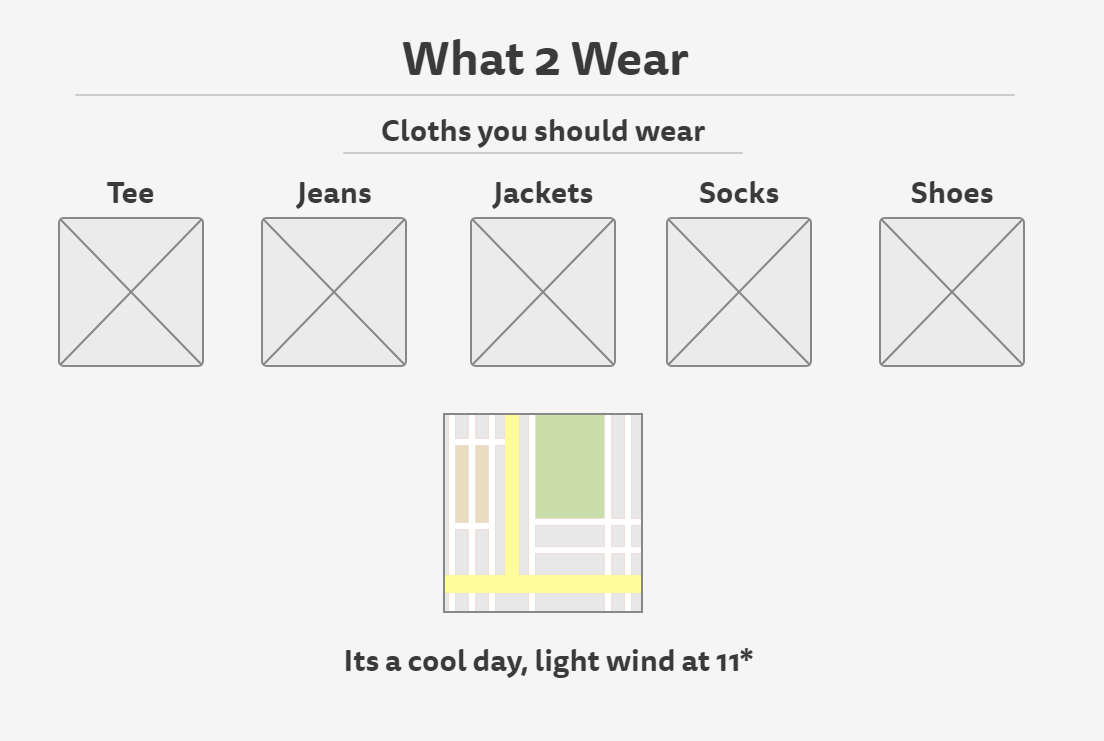 What 2 Wear
Cloths you should wear
Tee Jeans Jackets Socks Shoes
Its a cool day, light wind at 11*